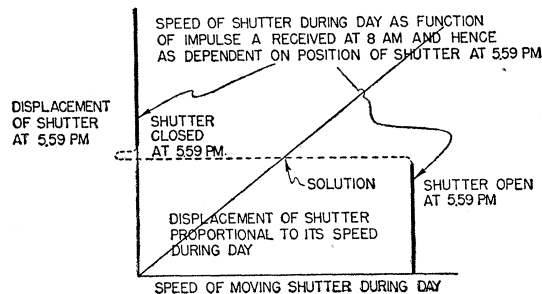 SPEED OF SHUTTER DURING DAY AS FUNCTION
OF IMPULSE A RECEIVED AT 8 AM AND HENCE
AS DEPENDENT ON POSITION OF SHUTTER AT 5.59 PM
DISPLACEMENT
OF SHUTTER
AT 5.59 PM
SHUTTER
CLOSED
AT 5.59 PM.
SOLUTION
SHUTTER OPEN
AT 5.59 PM
DISPLACEMENT OF SHUTTER
PROPORTIONAL TO ITS SPEED
DURING DAY
SPEED OF MOVING SHUTTER DURING DAY